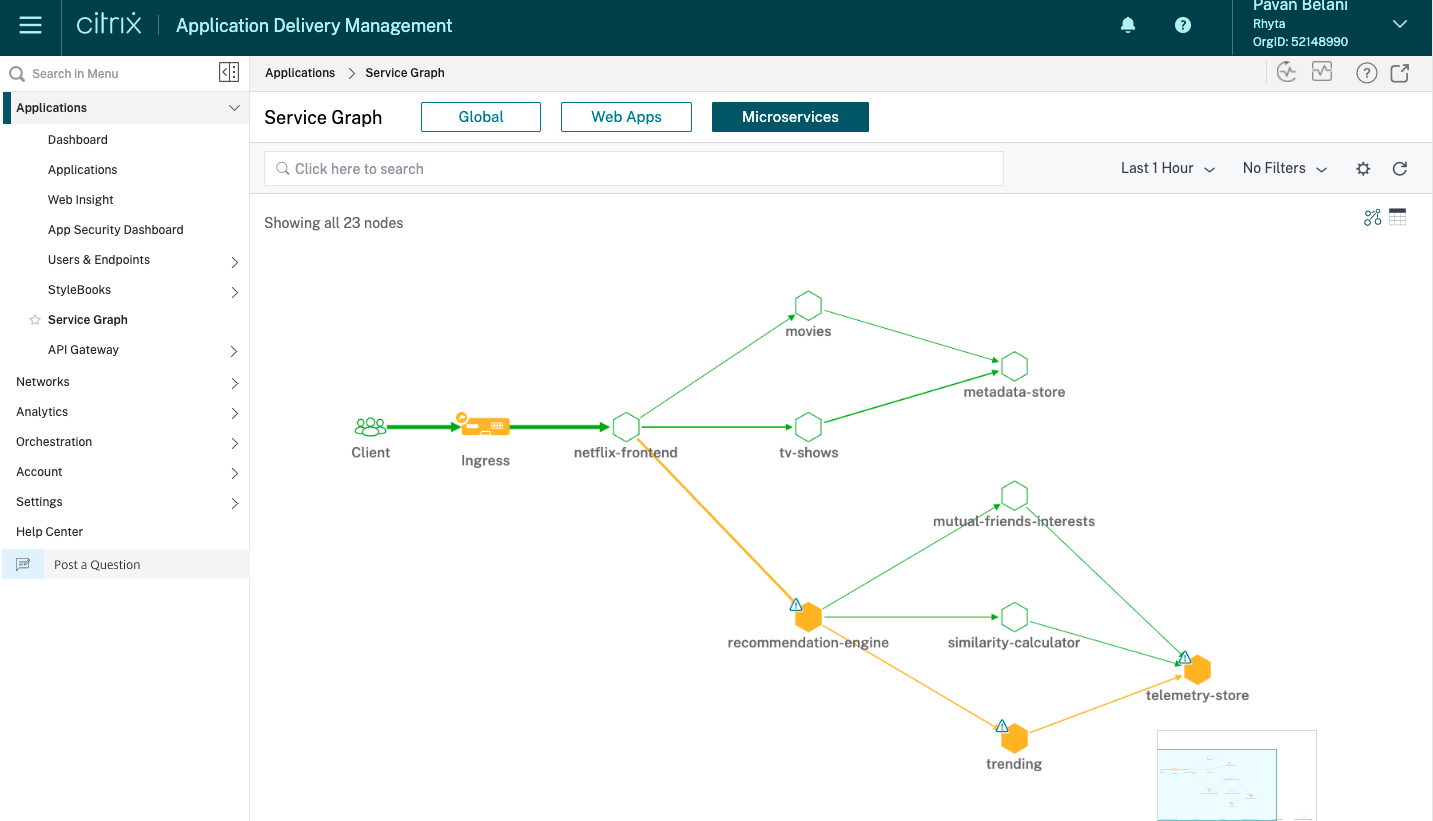 citrix Application Delivery Management
Pavan Belani
Rhyta
OrgID: 52148990
Search in Menu
Applications
Dashboard
Applications
Web Insight
App Security Dashboard
Users & Endpoints
StyleBooks
Service Graph
API Gateway
Networks
Analytics
Orchestration
Account
Settings
Help Center
Post a Question
Applications > Service Graph
Service Graph Global Web Apps Microservices
Click here to search
Last 1 Hour No Filters
Showing all 23 nodes
movies
metadata-store
Client
Ingress
netflix-frontend
tv-shows
mutual-friends-interests
recommendation-engine
similarity-calculator
telemetry-store
trending